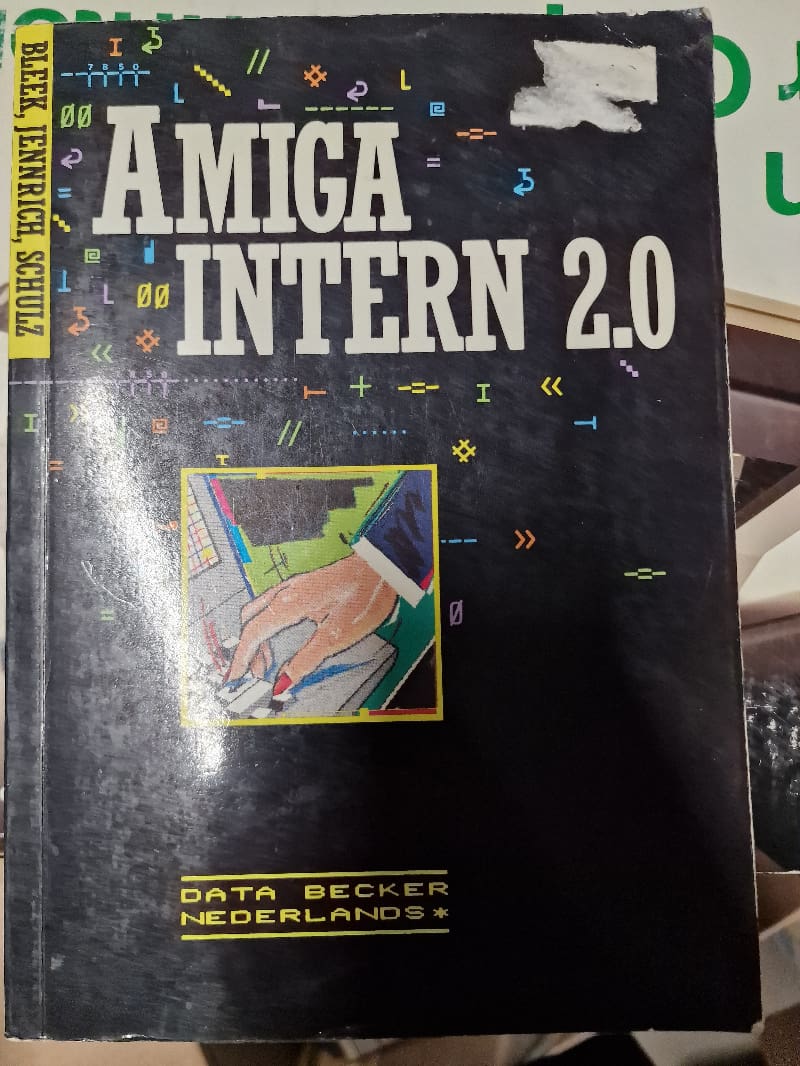 BLEEK, JENNRICH, SCHULZ
AMIGA
INTERN 2.0
DATA BECKER
NEDERLANDS*